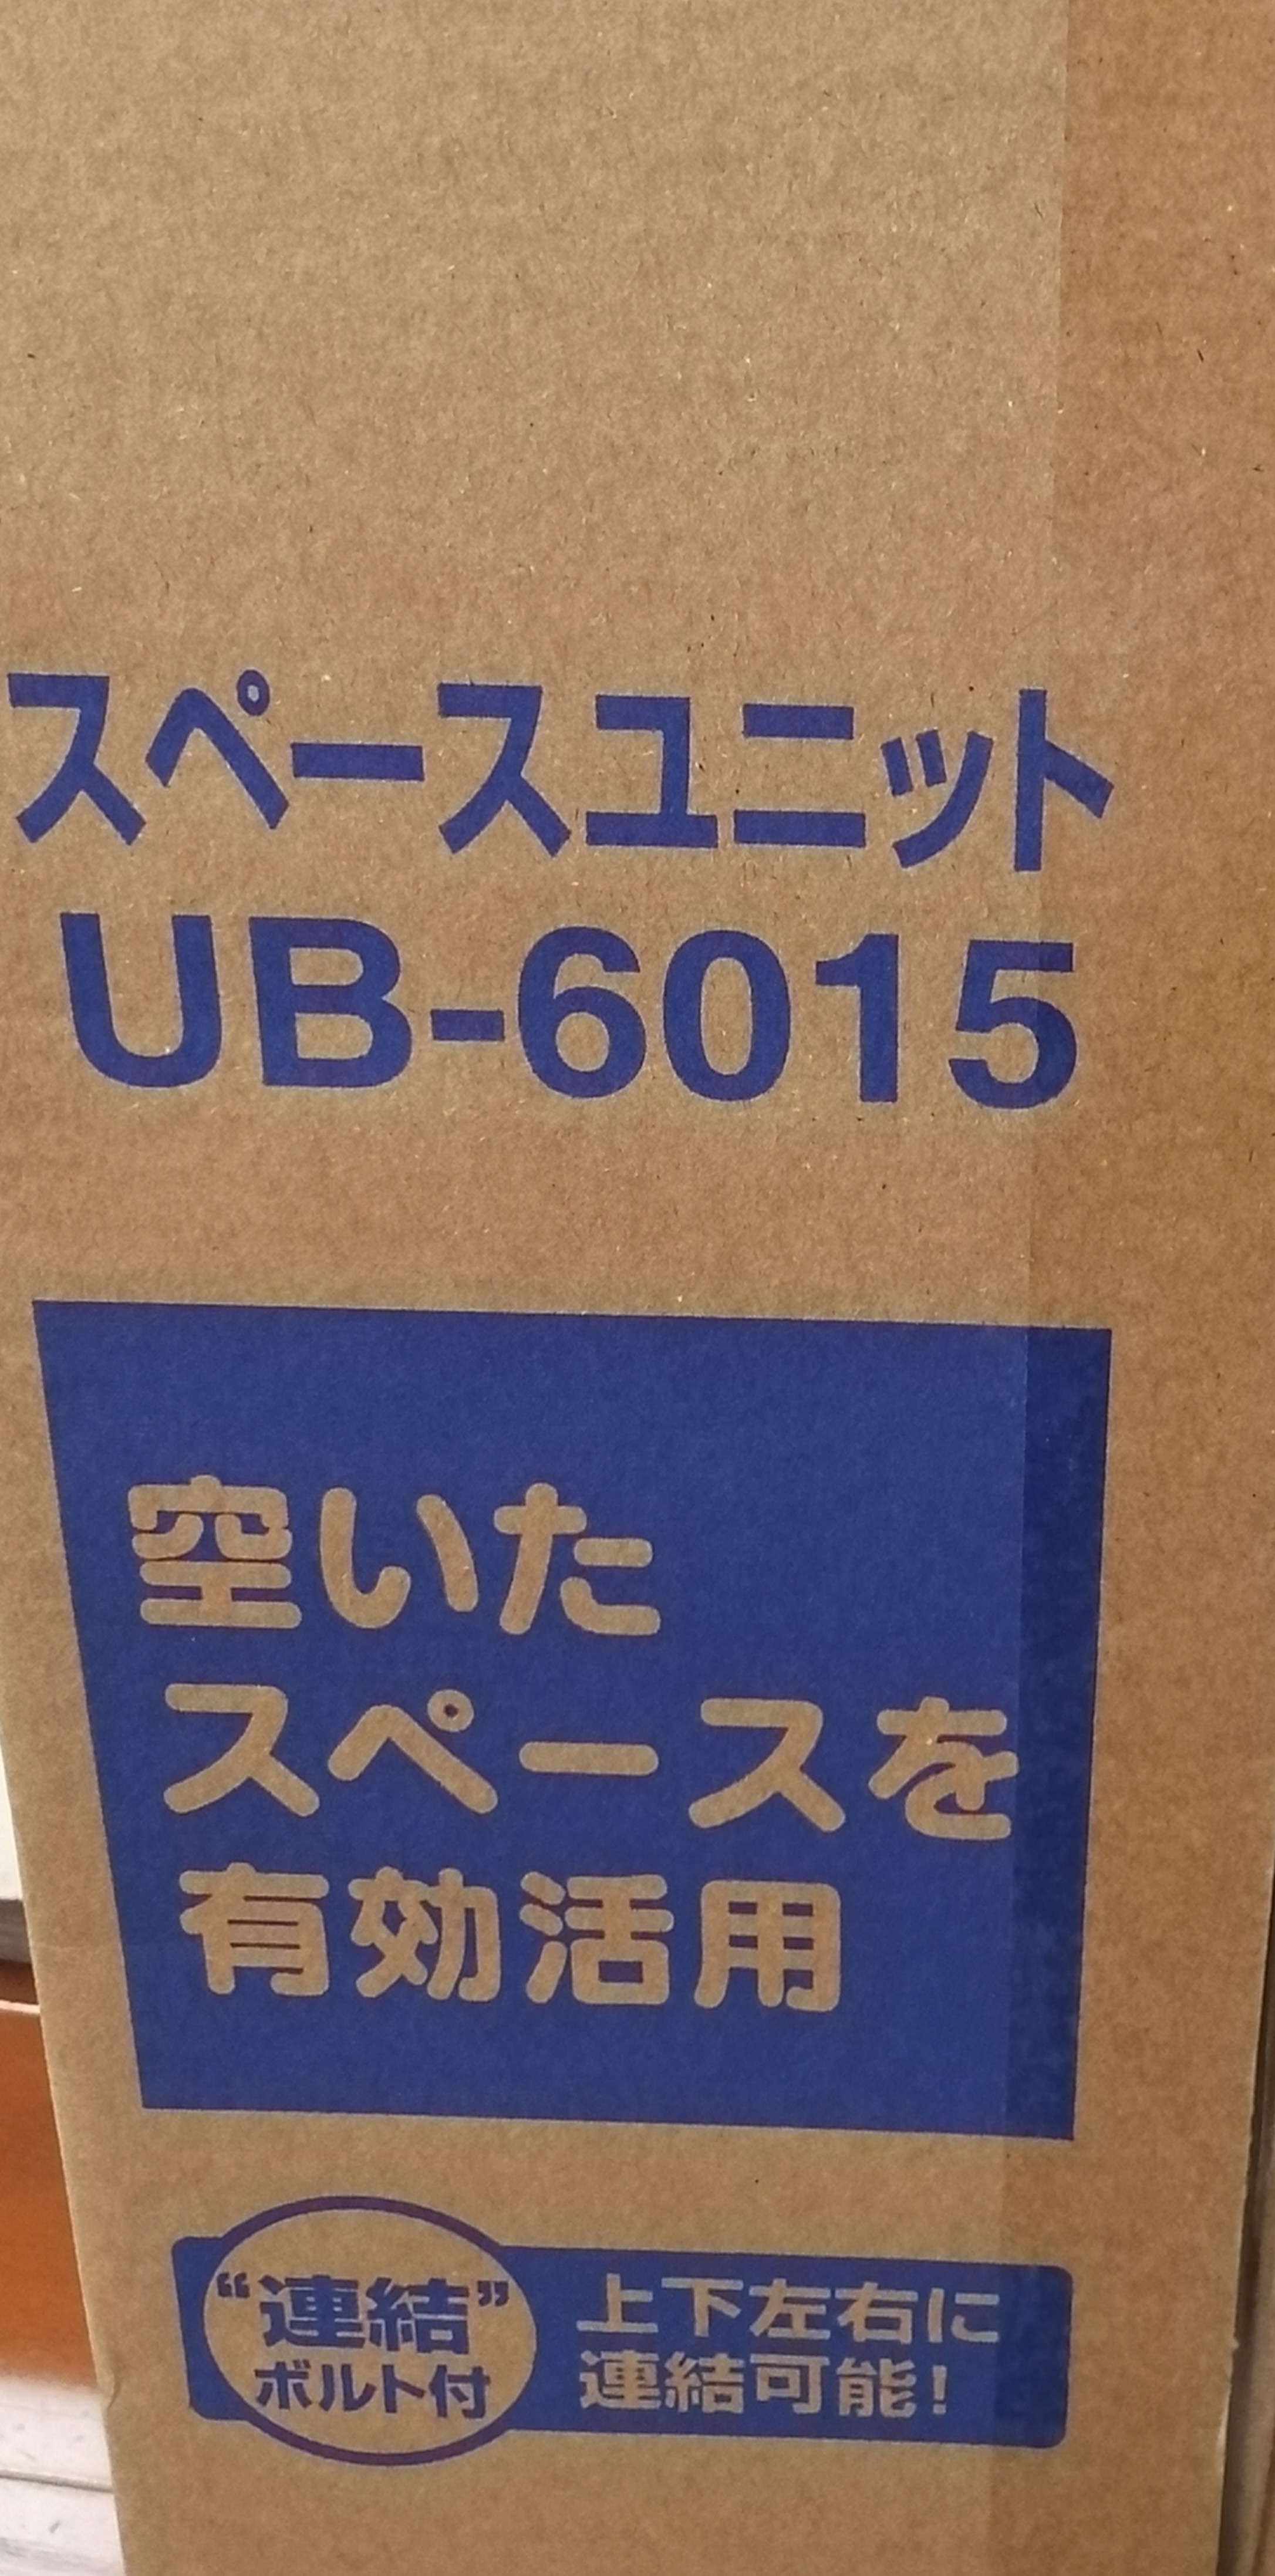 スペースユニット
UB-6015
空いた
スペースを
有効活用
“連結”
ボルト付
上下左右に
連結可能!